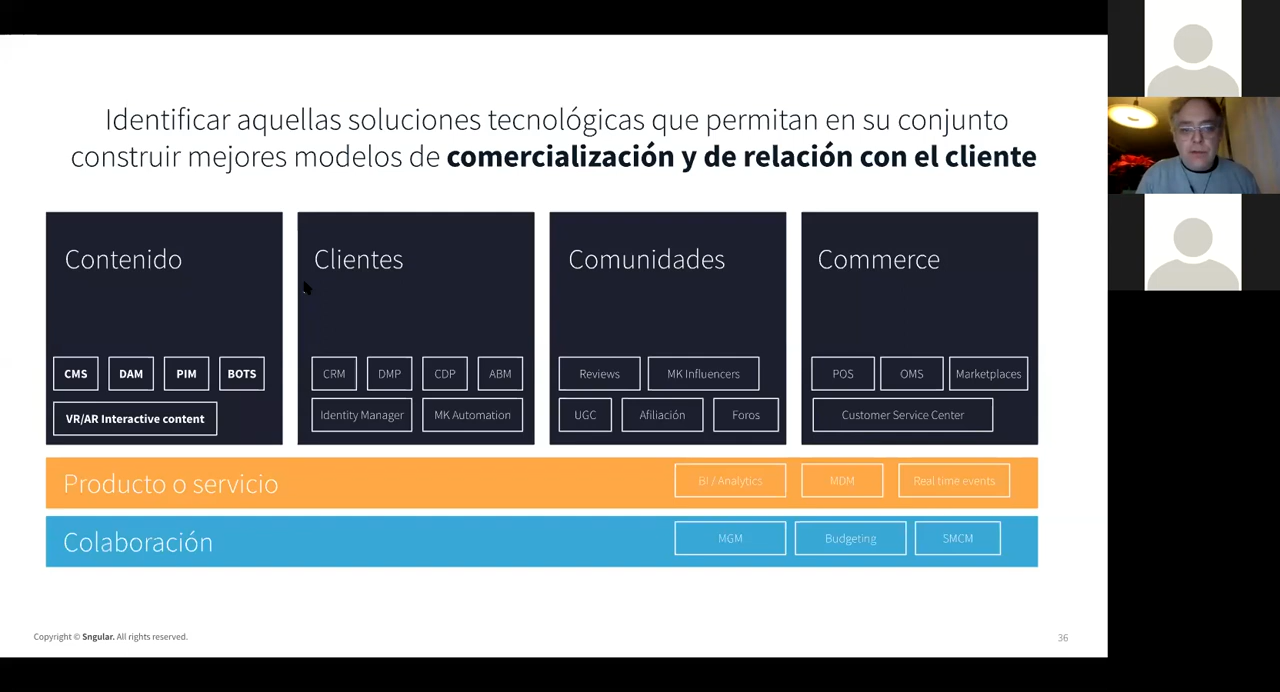 Identificar aquellas soluciones tecnológicas que permitan en su conjunto
construir mejores modelos de comercialización y de relación con el cliente
Contenido
CMS DAM PIM BOTS
VR/AR Interactive content
Clientes
CRM DMP CDP ABM
Identity Manager MK Automation
Comunidades
Reviews MK Influencers
UGC Afiliación Foros
Commerce
POS OMS Marketplaces
Customer Service Center
Producto o servicio BI / Analytics MDM Real time events
Colaboración MGM Budgeting SMCM
Copyright © Sngular. All rights reserved. 36